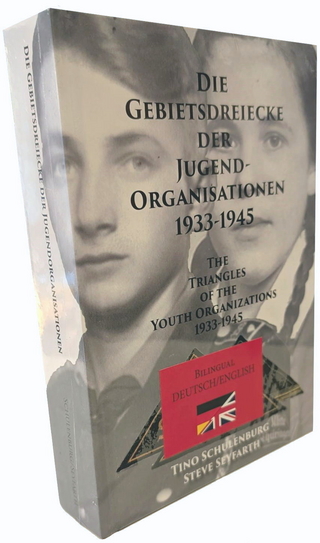 DIE
GEBIETSDREIECKE
DER
JUGEND-
ORGANISATIONEN
1933-1945
THE
TRIANGLES
OF THE
YOUTH ORGANIZATIONS
1933-1945
BILINGUAL
DEUTSCH/ENGLISH
TINO SCHULENBURG
STEVE SEYFARTH
DIE GEBIETSDREIECKE DER JUGENDORGANISATIONEN